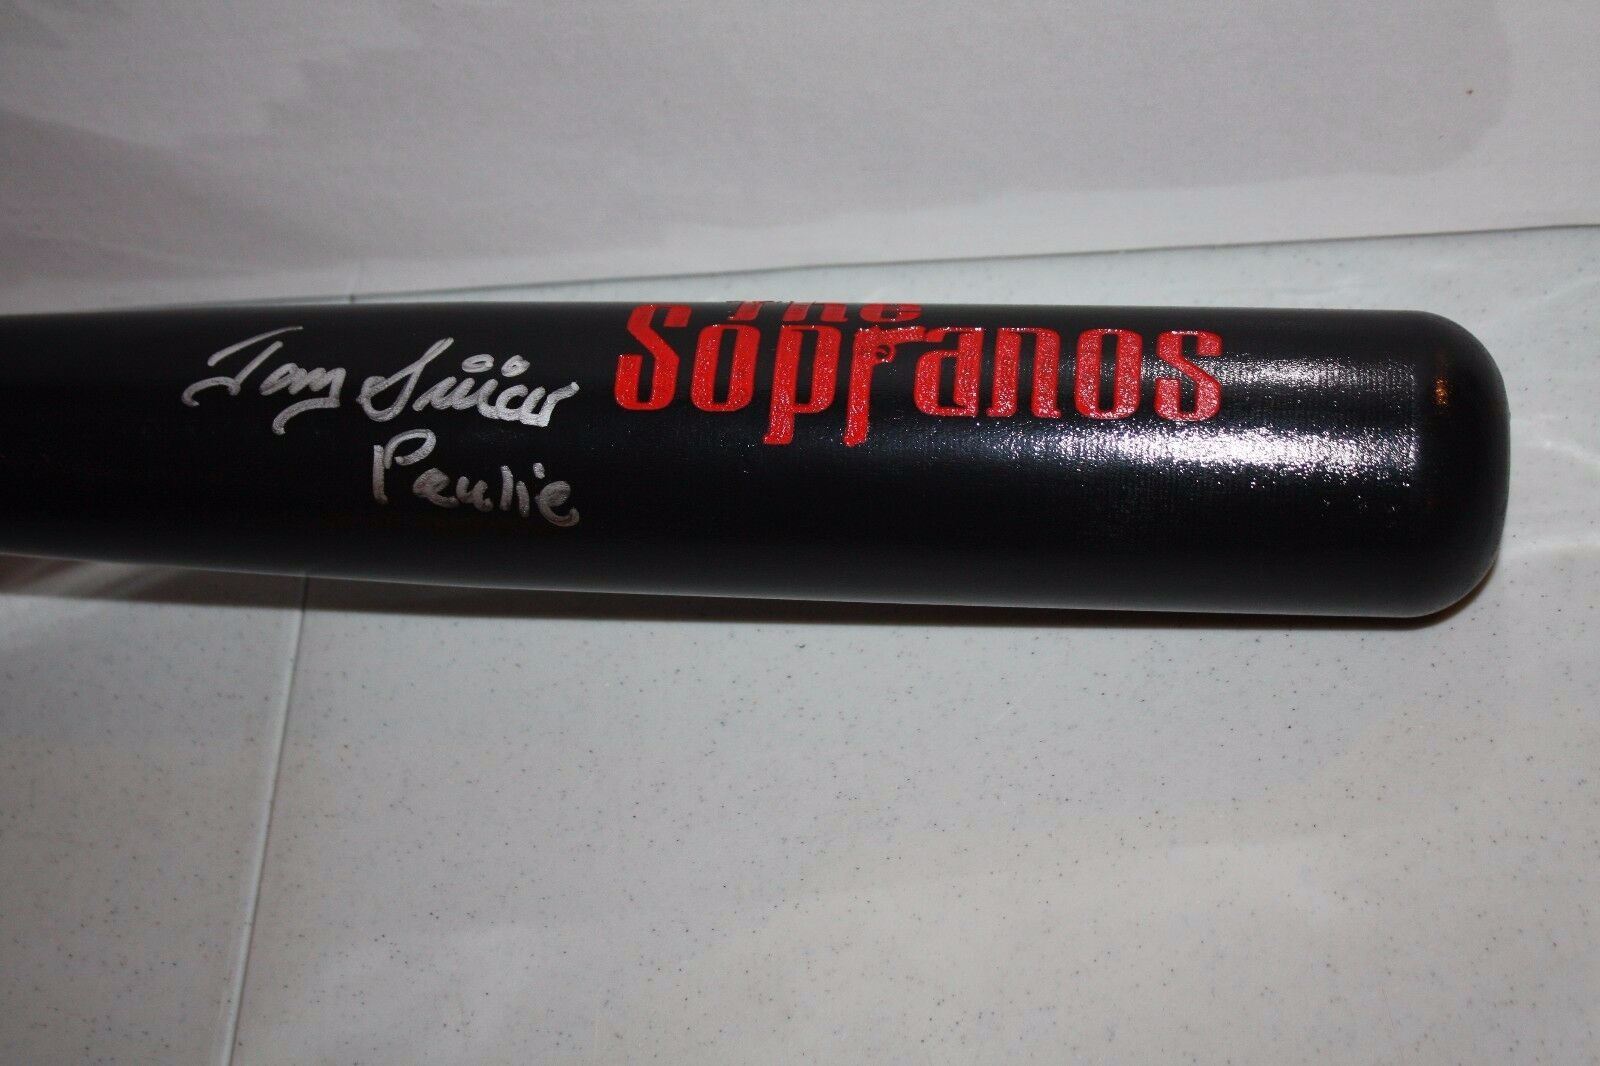 The
Sopranos
Tony Sirico
Paulie